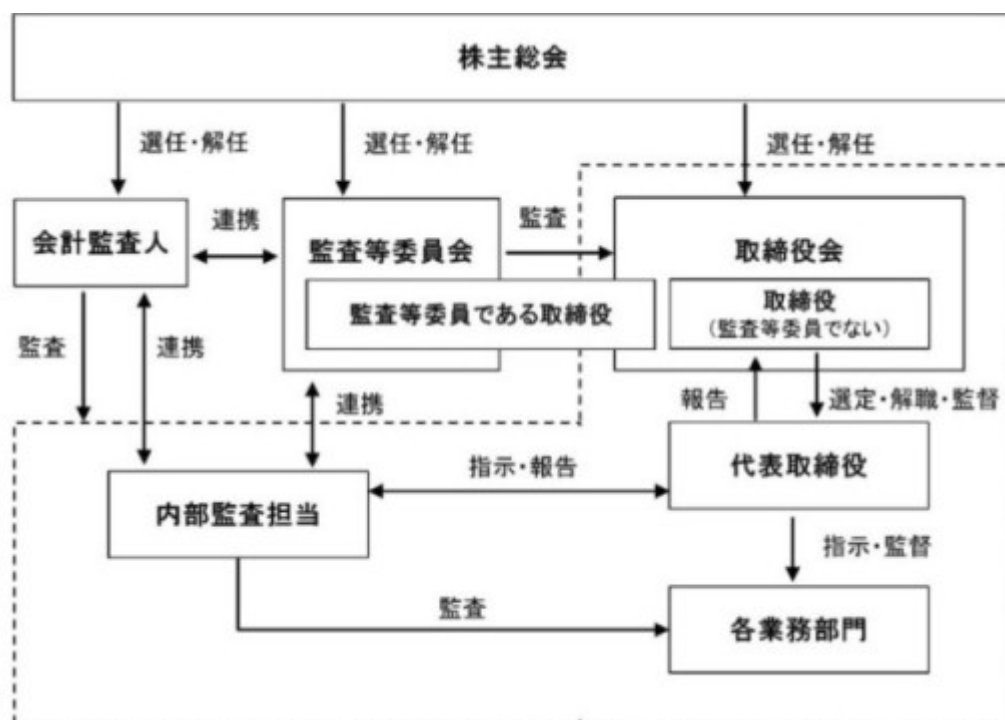 株主総会
選任・解任
選任・解任
選任・解任
会計監査人
連携
監査等委員会
監査
取締役会
監査等委員である取締役
取締役
（監査等委員でない）
監査
連携
連携
報告
選定・解職・監督
代表取締役
指示・報告
内部監査担当
指示・監督
監査
各業務部門